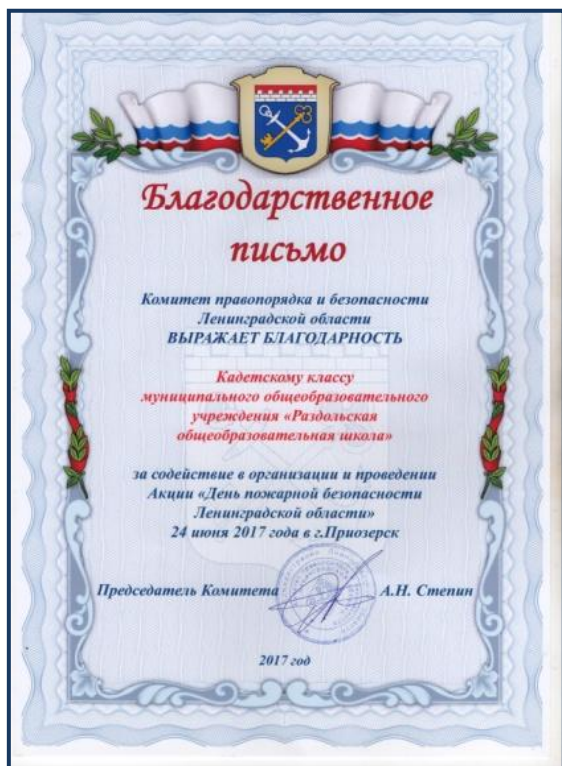 Благодарственное
письмо
Комитет правопорядка и безопасности
Ленинградской области
ВЫРАЖАЕТ БЛАГОДАРНОСТЬ
Кадетскому классу
муниципального общеобразовательного
учреждения «Раздольская
общеобразовательная школа»
за содействие в организации и проведении
Акции «День пожарной безопасности
Ленинградской области»
24 июня 2017 года в г.Приозерск
Председатель Комитета А.Н. Степин
2017 год